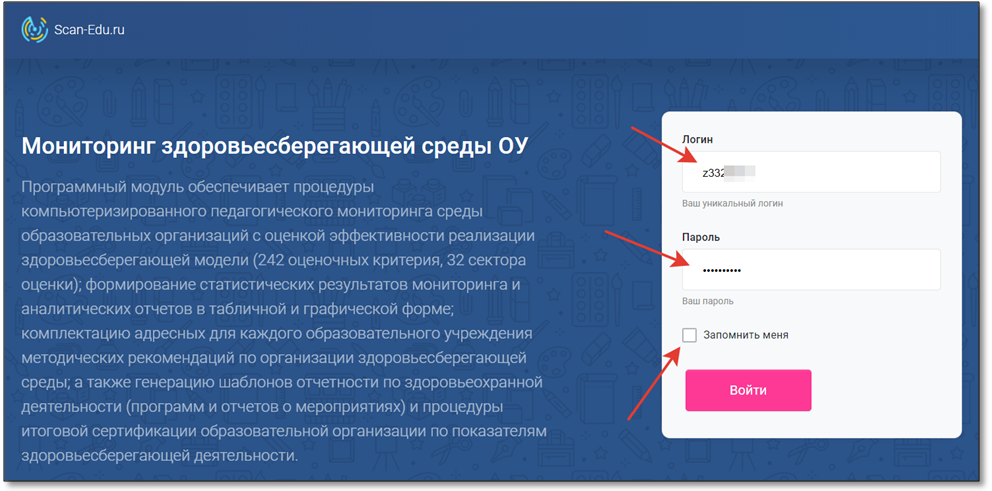 Scan-Edu.ru
Мониторинг здоровьесберегающей среды ОУ
Программный модуль обеспечивает процедуры
компьютеризированного педагогического мониторинга среды
образовательных организаций с оценкой эффективности реализации
здоровьесберегающей модели (242 оценочных критерия, 32 сектора
оценки); формирование статистических результатов мониторинга и
аналитических отчетов в табличной и графической форме;
комплектацию адресных для каждого образовательного учреждения
методических рекомендаций по организации здоровьесберегающей
среды; а также генерацию шаблонов отчетности по здоровьеохранной
деятельности (программ и отчетов о мероприятиях) и процедуры
итоговой сертификации образовательной организации по показателям
здоровьесберегающей деятельности.
Логин
z332
Ваш уникальный логин
Пароль
••••••••••
Ваш пароль
Запомнить меня
Войти